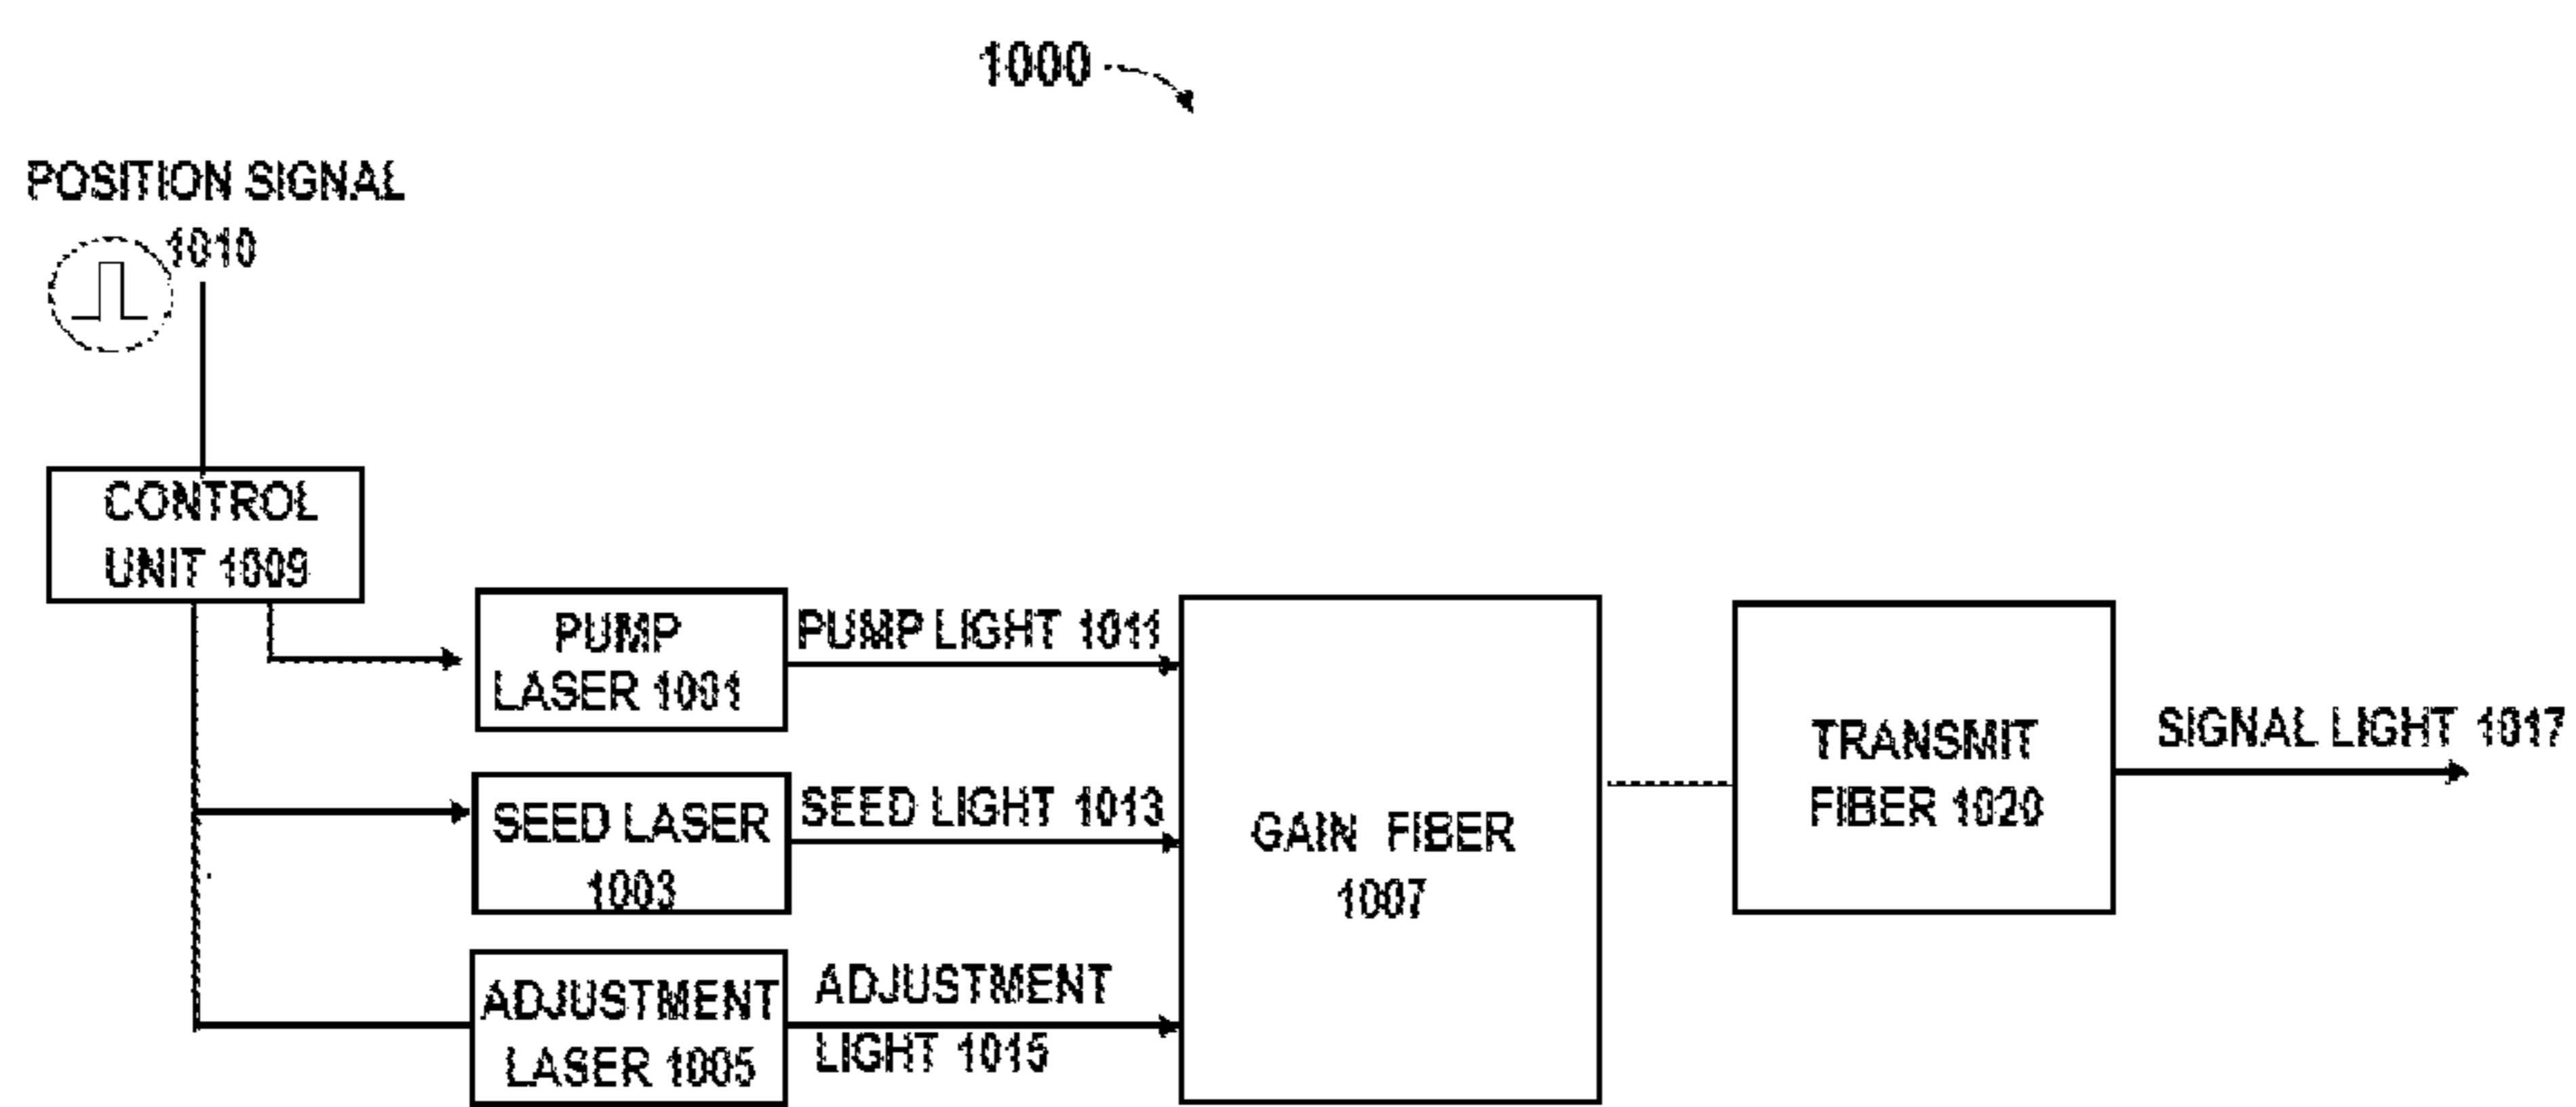 1000
POSITION SIGNAL
1010
CONTROL
UNIT 1009
PUMP
LASER 1001
PUMP LIGHT 1011
SEED LASER
1003
SEED LIGHT 1013
ADJUSTMENT
LASER 1005
ADJUSTMENT
LIGHT 1015
GAIN FIBER
1007
TRANSMIT
FIBER 1020
SIGNAL LIGHT 1017